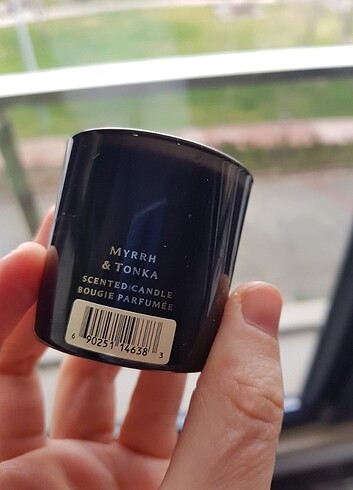 MYRRH
& TONKA
SCENTED CANDLE
BOUGIE PARFUMÉE
6 90251 14638 3